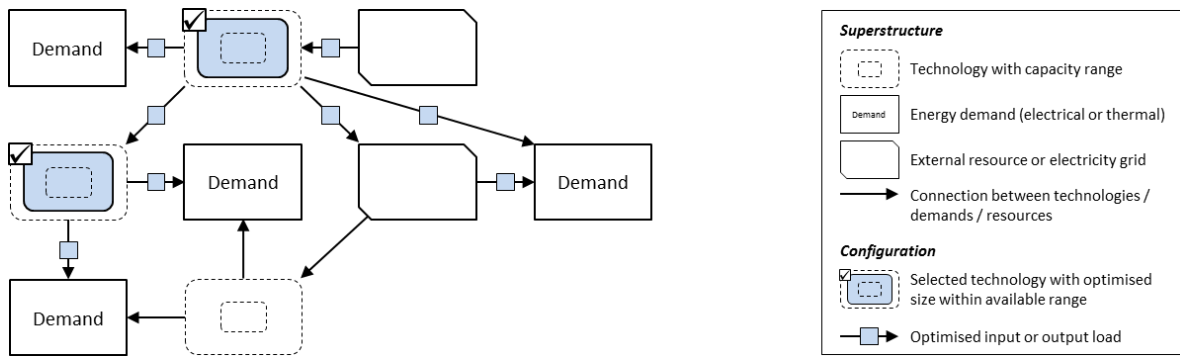 Demand
Demand
Demand
Demand
Superstructure
Technology with capacity range
Demand
Energy demand (electrical or thermal)
External resource or electricity grid
Connection between technologies /
demands / resources
Configuration
Selected technology with optimised
size within available range
Optimised input or output load